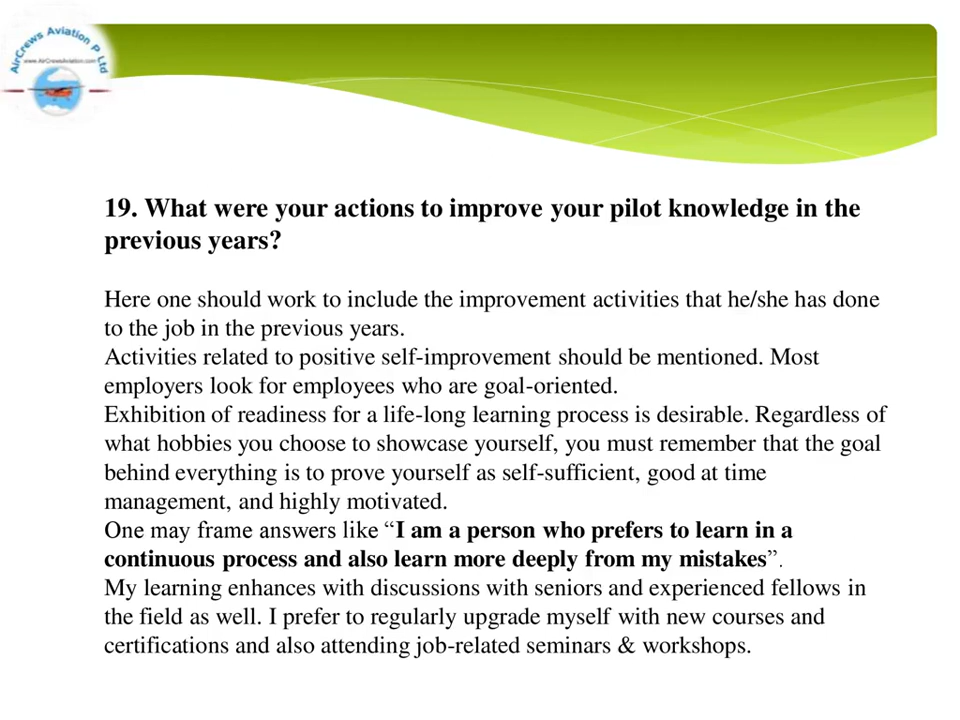 AirCrews Aviation P Ltd
www.AirCrewsAviation.com
19. What were your actions to improve your pilot knowledge in the
previous years?
Here one should work to include the improvement activities that he/she has done
to the job in the previous years.
Activities related to positive self-improvement should be mentioned. Most
employers look for employees who are goal-oriented.
Exhibition of readiness for a life-long learning process is desirable. Regardless of
what hobbies you choose to showcase yourself, you must remember that the goal
behind everything is to prove yourself as self-sufficient, good at time
management, and highly motivated.
One may frame answers like “I am a person who prefers to learn in a
continuous process and also learn more deeply from my mistakes”.
My learning enhances with discussions with seniors and experienced fellows in
the field as well. I prefer to regularly upgrade myself with new courses and
certifications and also attending job-related seminars & workshops.